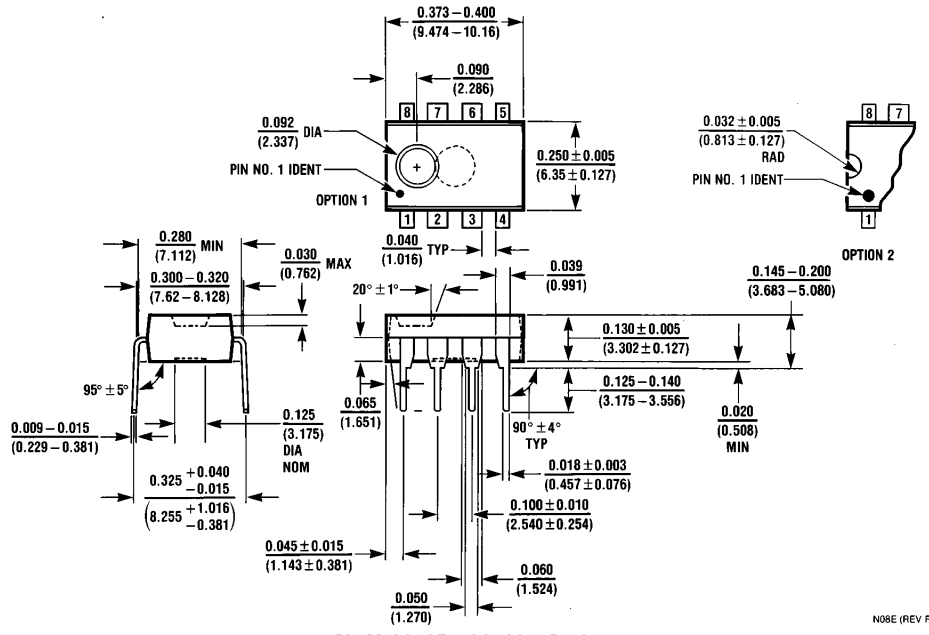 0.373–0.400
(9.474–10.16)
0.090
(2.286)
8 7 6 5
0.092 DIA
(2.337)
PIN NO. 1 IDENT
OPTION 1
1 2 3 4
0.250±0.005
(6.35±0.127)
0.032±0.005
(0.813±0.127)
RAD
PIN NO. 1 IDENT
8 7
1
OPTION 2
0.280 MIN
(7.112)
0.030 MAX
(0.762)
0.300–0.320
(7.62–8.128)
0.040 TYP
(1.016)
0.039
(0.991)
20°±1°
0.145–0.200
(3.683–5.080)
0.130±0.005
(3.302±0.127)
95°±5°
0.065
(1.651)
0.125–0.140
(3.175–3.556)
0.020
(0.508)
MIN
90°±4°
TYP
0.009–0.015
(0.229–0.381)
0.125
(3.175)
DIA
NOM
0.018±0.003
(0.457±0.076)
0.325 +0.040 -0.015
(8.255 +1.016 -0.381)
0.100±0.010
(2.540±0.254)
0.045±0.015
(1.143±0.381)
0.060
(1.524)
0.050
(1.270)
N08E (REV F